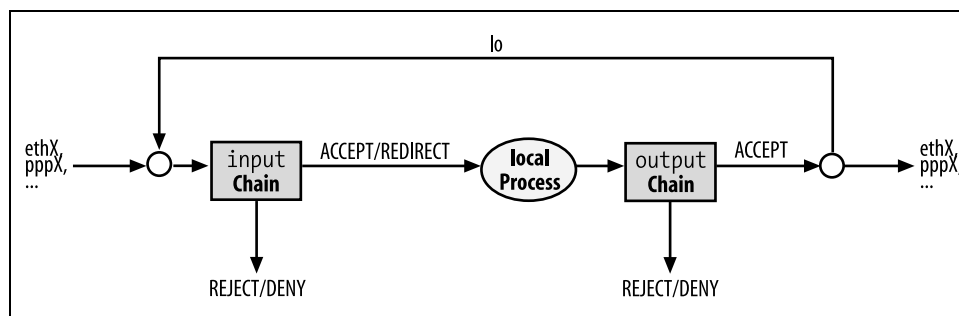 lo
ethX,
pppX,
...
input
Chain
ACCEPT/REDIRECT
local
Process
output
Chain
ACCEPT
ethX,
pppX,
...
REJECT/DENY
REJECT/DENY